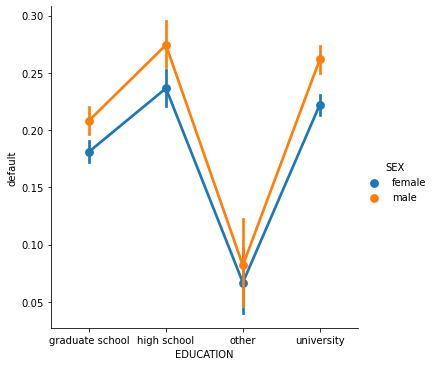 0.30
0.25
0.20
0.15
0.10
0.05
default
graduate school
high school
other
university
EDUCATION
SEX
female
male